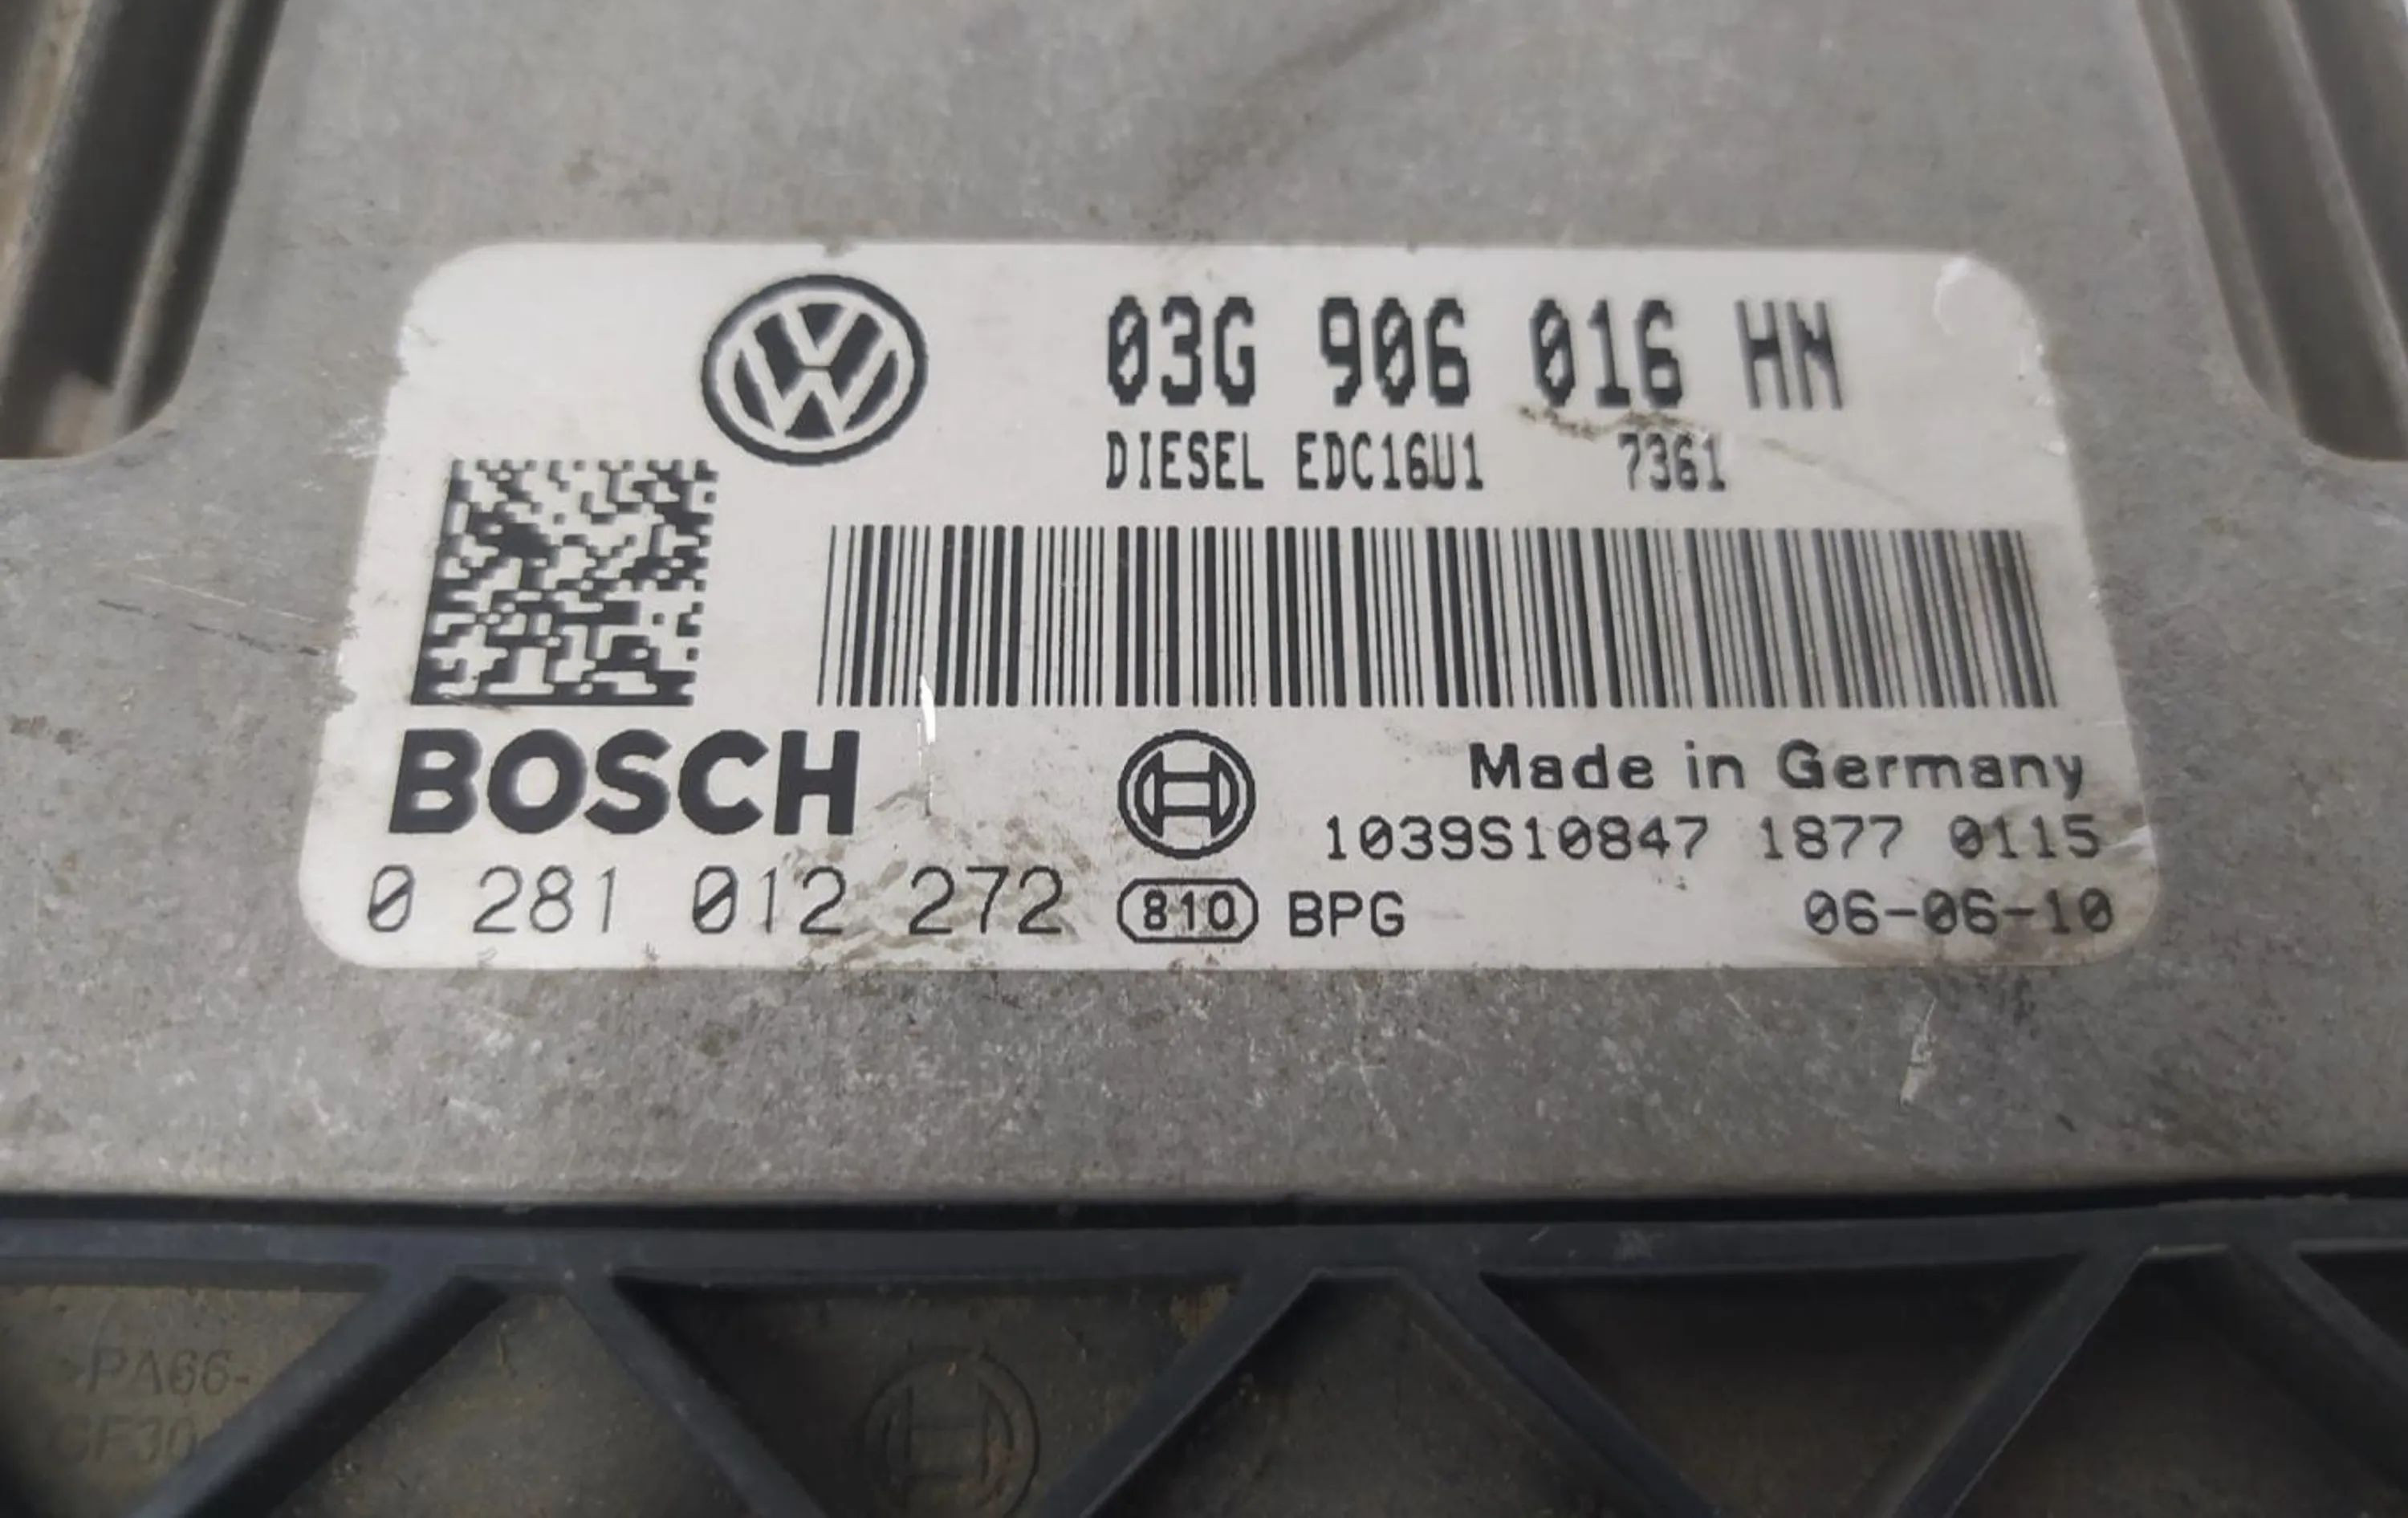 03G 906 016 HN
DIESEL EDC16U1 7361
BOSCH
Made in Germany
1039S10847 1877 0115
0 281 012 272
810 BPG
06-06-10
>PA66-
GF30